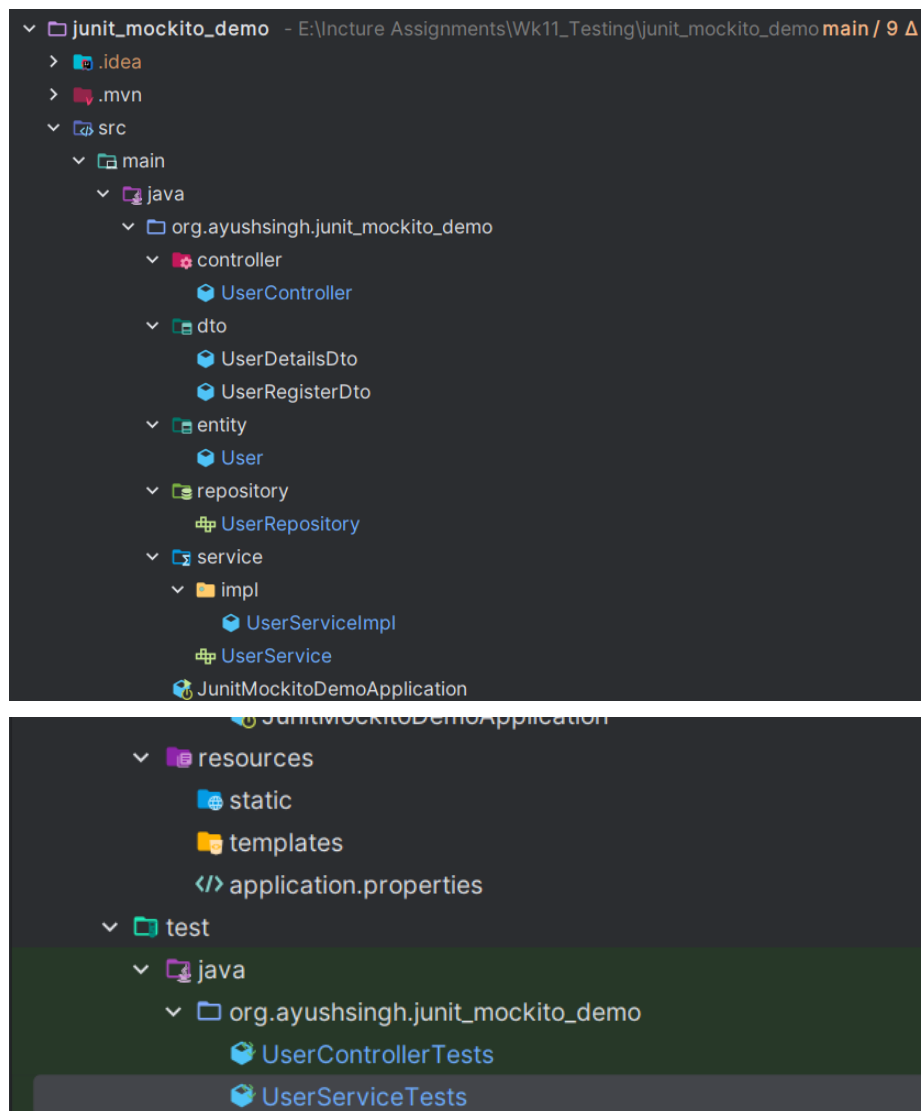 junit_mockito_demo - E:\Incture Assignments\Wk11_Testing\junit_mockito_demo main / 9 Δ
.idea
.mvn
src
main
java
org.ayushsingh.junit_mockito_demo
controller
UserController
dto
UserDetailsDto
UserRegisterDto
entity
User
repository
UserRepository
service
impl
UserServiceImpl
UserService
JunitMockitoDemoApplication
JunitMockitoDemoApplication
resources
static
templates
application.properties
test
java
org.ayushsingh.junit_mockito_demo
UserControllerTests
UserServiceTests